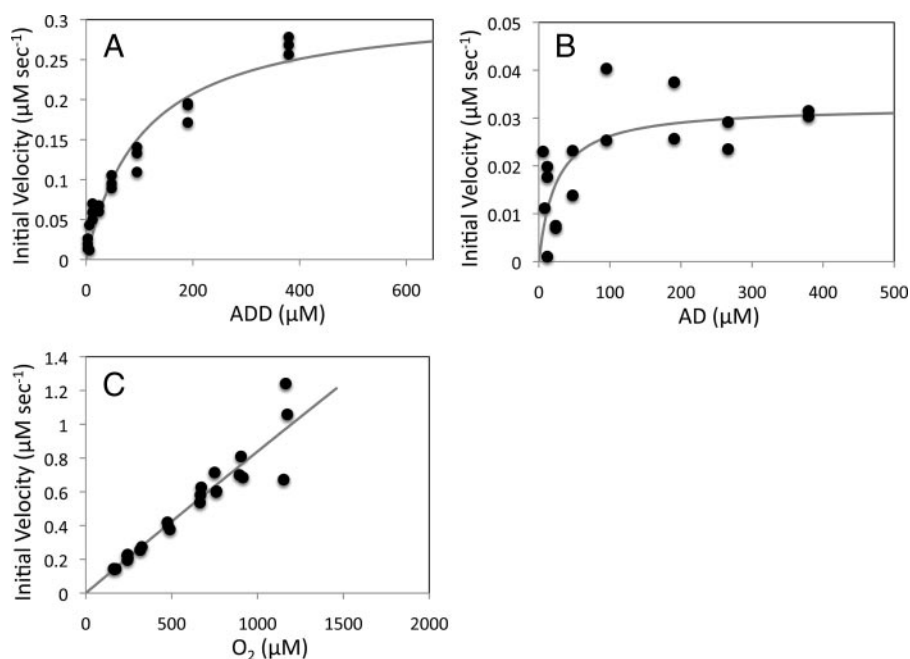 A
Initial Velocity (µM sec⁻¹)
0.3
0.25
0.2
0.15
0.1
0.05
0
0 200 400 600
ADD (µM)
B
Initial Velocity (µM sec⁻¹)
0.05
0.04
0.03
0.02
0.01
0
0 100 200 300 400 500
AD (µM)
C
Initial Velocity (µM sec⁻¹)
1.4
1.2
1
0.8
0.6
0.4
0.2
0
0 500 1000 1500 2000
O₂
(µM)